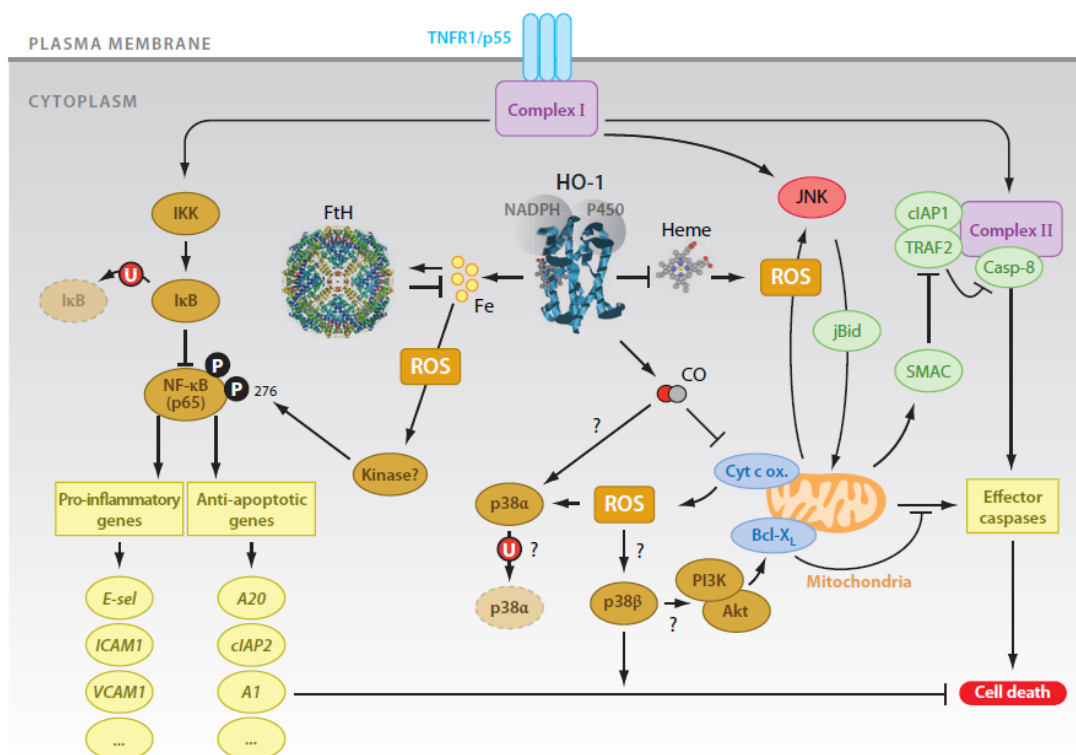 PLASMA MEMBRANE
TNFR1/p55
CYTOPLASM
Complex I
HO-1
NADPH
P450
JNK
cIAP1
TRAF2
Complex II
Casp-8
IKK
FtH
Heme
ROS
IκB
U
IκB
Fe
jBid
P
NF-κB
(p65)
P
276
ROS
SMAC
CO
?
Kinase?
Cyt c ox.
Pro-inflammatory
genes
Anti-apoptotic
genes
p38α
ROS
Effector
caspases
Bcl-XL
U
?
?
Mitochondria
E-sel
A20
p38α
p38β
?
PI3K
Akt
ICAM1
cIAP2
VCAM1
A1
Cell death
...
...